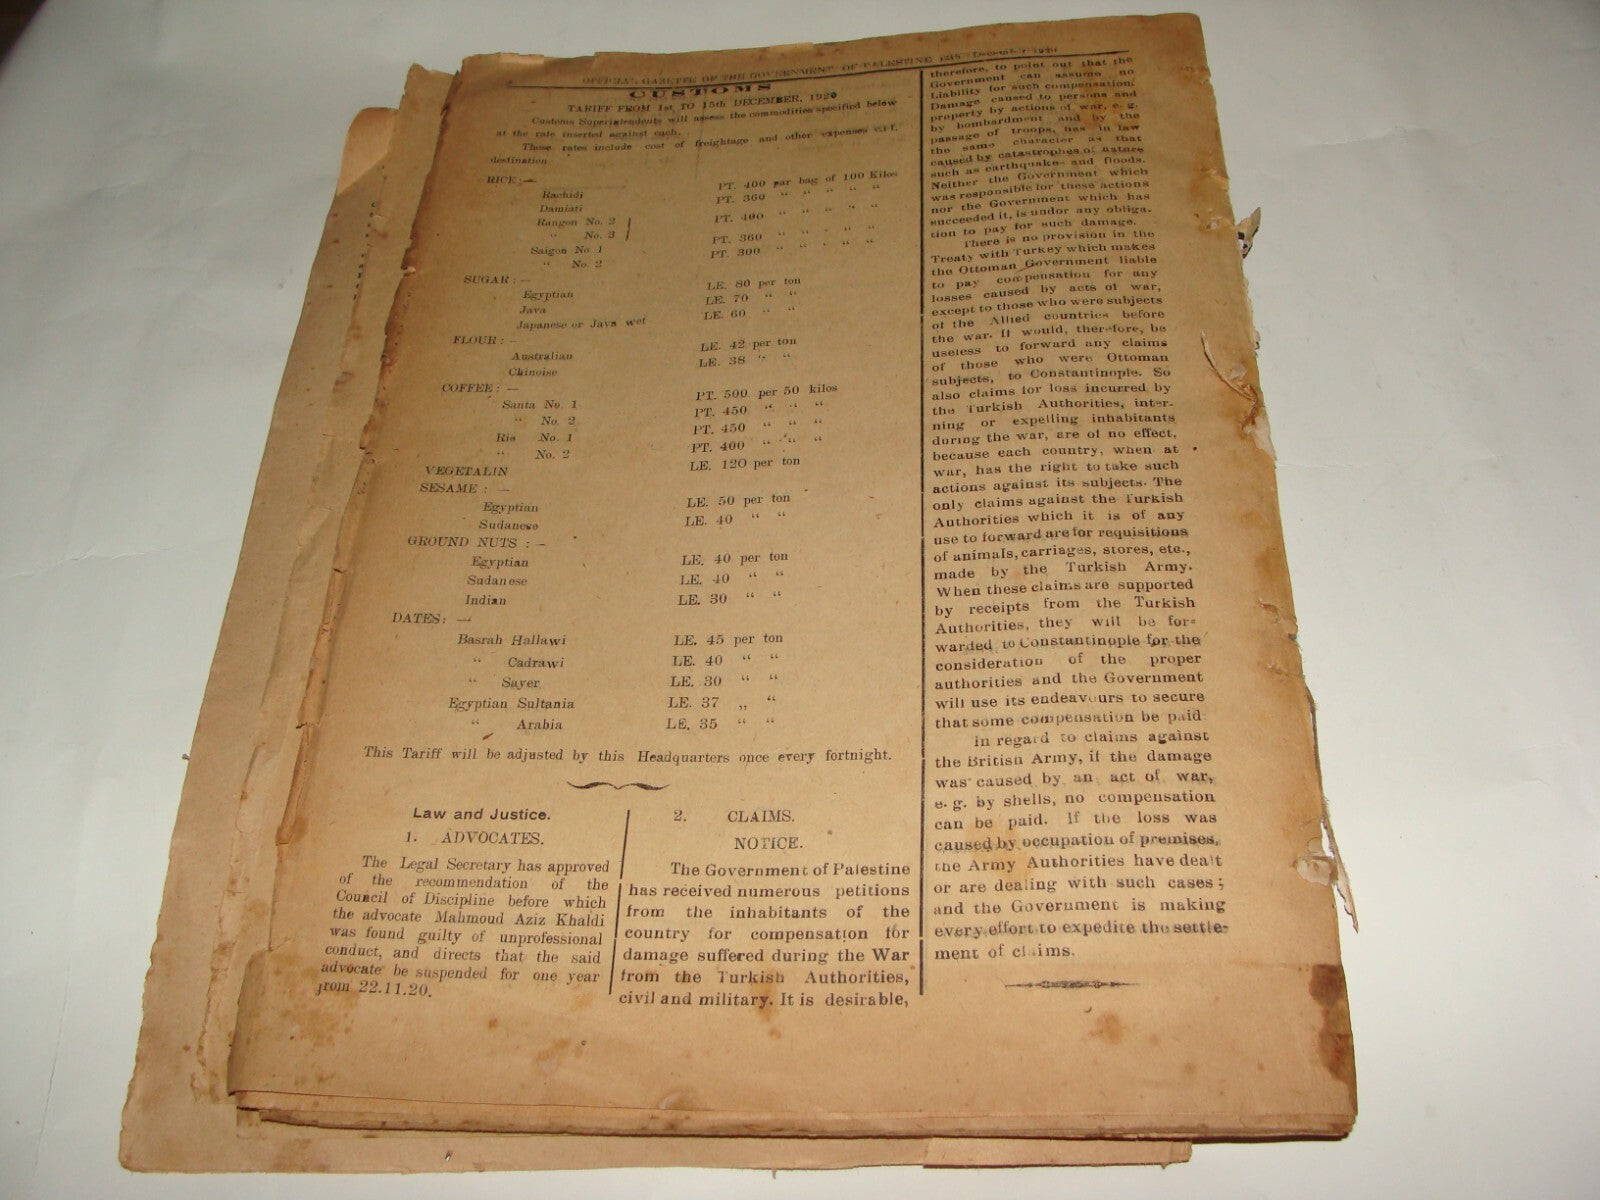 OFFICIAL GAZETTE OF THE GOVERNMENT OF PALESTINE December 1920
CUSTOMS
TARIFF FROM 1st TO 15th DECEMBER, 1920
Customs Superintendents will assess the commodities specified below
at the rate inserted against each.
These rates include cost of freightage and other expenses c.i.f.
destination
RICE :—
Rachidi PT. 400 par bag of 100 Kilos
Damiati PT. 360 “ “ “ “ “
Rangon No. 2 PT. 400 “ “ “ “ “
“ No. 3
Saigon No 1 PT. 360 “ “ “ “ “
“ No. 2 PT. 300 “ “ “ “ “
SUGAR : —
Egyptian LE. 80 per ton
Java LE. 70 “ “
Japanese or Java wet LE. 60 “ “
FLOUR : —
Australian LE. 42 per ton
Chinoise LE. 38 “ “
COFFEE : —
Santa No. 1 PT. 500 per 50 kilos
“ No. 2 PT. 450 “ “ “
Rio No. 1 PT. 450 “ “ “
“ No. 2 PT. 400 “ “ “
VEGETALIN LE. 120 per ton
SESAME : —
Egyptian LE. 50 per ton
Sudanese LE. 40 “ “
GROUND NUTS : —
Egyptian LE. 40 per ton
Sudanese LE. 40 “ “
Indian LE. 30 “ “
DATES: —
Basrah Hallawi LE. 45 per ton
“ Cadrawi LE. 40 “ “
“ Sayer LE. 30 “ “
Egyptian Sultania LE. 37 „ “
“ Arabia LE. 35 “ “
This Tariff will be adjusted by this Headquarters once every fortnight.
Law and Justice.
1. ADVOCATES.
The Legal Secretary has approved
of the recommendation of the
Council of Discipline before which
the advocate Mahmoud Aziz Khaldi
was found guilty of unprofessional
conduct, and directs that the said
advocate be suspended for one year
from 22.11.20.
2. CLAIMS.
NOTICE.
The Government of Palestine
has received numerous petitions
from the inhabitants of the
country for compensation for
damage suffered during the War
from the Turkish Authorities,
civil and military. It is desirable,
therefore, to point out that the
Government can assume no
Liability for such compensation.
Damage caused to persons and
property by actions of war, e. g.
by bombardment and by the
passage of troops, has in law
the same character as that
caused by catastrophes of nature
such as earthquakes and floods.
Neither the Government which
was responsible for these actions
nor the Government which has
succeeded it, is undor any obliga-
tion to pay for such damage.
There is no provision in the
Treaty with Turkey which makes
the Ottoman Government liable
to pay compensation for any
losses caused by acts of war,
except to those who were subjects
of the Allied countries before
the war. It would, therefore, be
useless to forward any claims
of those who were Ottoman
subjects, to Constantinople. So
also claims for loss incurred by
the Turkish Authorities, inter-
ning or expelling inhabitants
during the war, are of no effect,
because each country, when at
war, has the right to take such
actions against its subjects. The
only claims against the Turkish
Authorities which it is of any
use to forward are for requisitions
of animals, carriages, stores, etc.,
made by the Turkish Army.
When these claims are supported
by receipts from the Turkish
Authorities, they will be for-
warded to Constantinople for the
consideration of the proper
authorities and the Government
will use its endeavours to secure
that some compensation be paid
In regard to claims against
the British Army, if the damage
was caused by an act of war,
e. g. by shells, no compensation
can be paid. If the loss was
caused by occupation of premises,
the Army Authorities have dealt
or are dealing with such cases ;
and the Government is making
every effort to expedite the settle-
ment of claims.